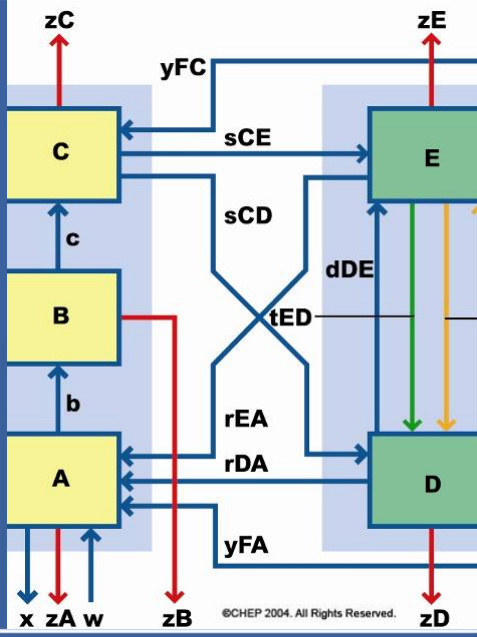 zC
zE
yFC
C
sCE
E
sCD
c
dDE
B
tED
b
rEA
rDA
A
D
yFA
x zA w
zB
©CHEP 2004. All Rights Reserved.
zD